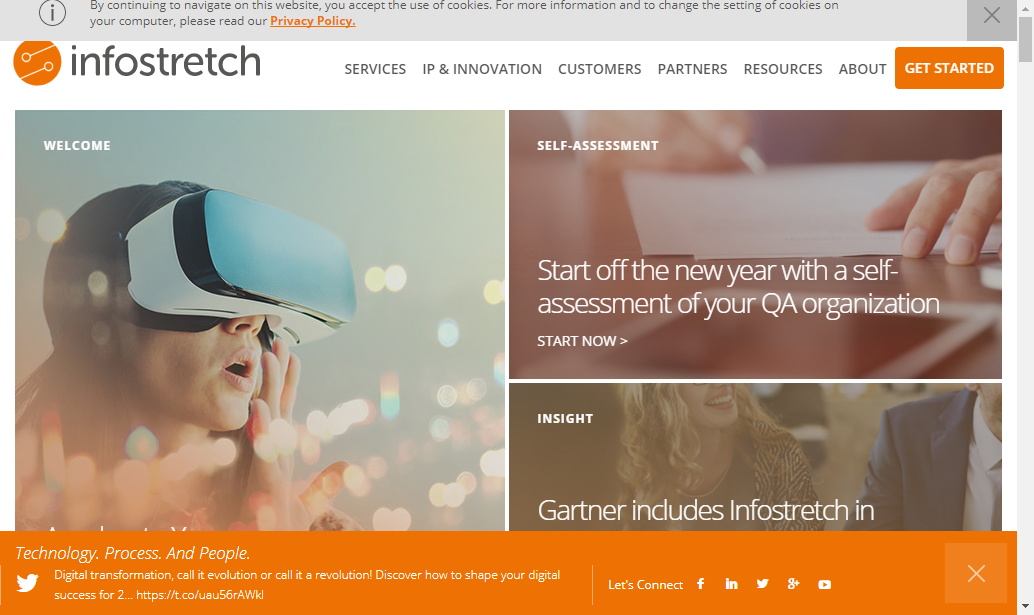 By continuing to navigate on this website, you accept the use of cookies. For more information and to change the setting of cookies on
your computer, please read our Privacy Policy.
infostretch
SERVICES IP & INNOVATION CUSTOMERS PARTNERS RESOURCES ABOUT GET STARTED
WELCOME
SELF-ASSESSMENT
Start off the new year with a self-
assessment of your QA organization
START NOW >
INSIGHT
Gartner includes Infostretch in
Technology. Process. And People.
Digital transformation, call it evolution or call it a revolution! Discover how to shape your digital
success for 2... https://t.co/uau56rAWkl
Let's Connect